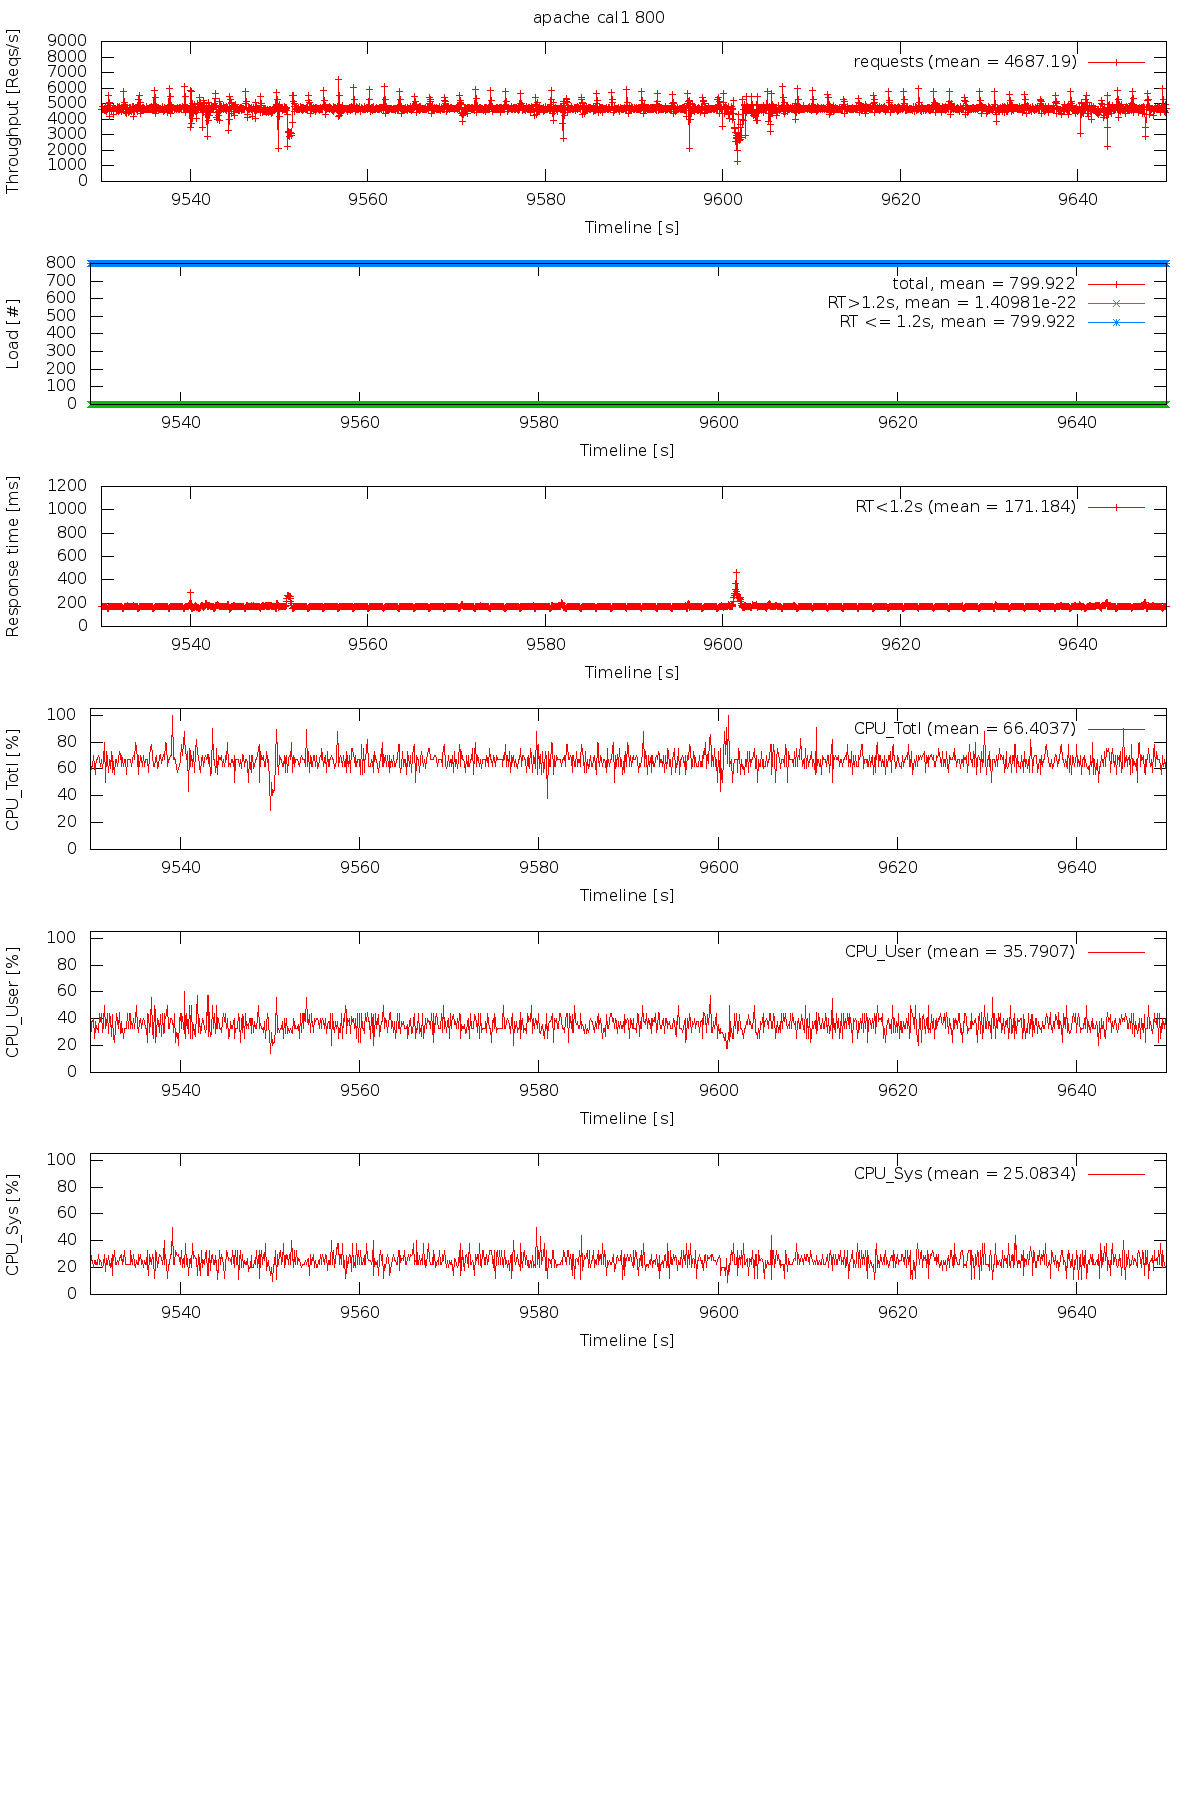 apache cal1 800
Throughput [Reqs/s]
9000
8000
7000
6000
5000
4000
3000
2000
1000
0
requests (mean = 4687.19)
9540 9560 9580 9600 9620 9640
Timeline [s]
Load [#]
800
700
600
500
400
300
200
100
0
total, mean = 799.922
RT>1.2s, mean = 1.40981e-22
RT <= 1.2s, mean = 799.922
9540 9560 9580 9600 9620 9640
Timeline [s]
Response time [ms]
1200
1000
800
600
400
200
0
RT<1.2s (mean = 171.184)
9540 9560 9580 9600 9620 9640
Timeline [s]
CPU_Totl [%]
100
80
60
40
20
0
CPU_Totl (mean = 66.4037)
9540 9560 9580 9600 9620 9640
Timeline [s]
CPU_User [%]
100
80
60
40
20
0
CPU_User (mean = 35.7907)
9540 9560 9580 9600 9620 9640
Timeline [s]
CPU_Sys [%]
100
80
60
40
20
0
CPU_Sys (mean = 25.0834)
9540 9560 9580 9600 9620 9640
Timeline [s]